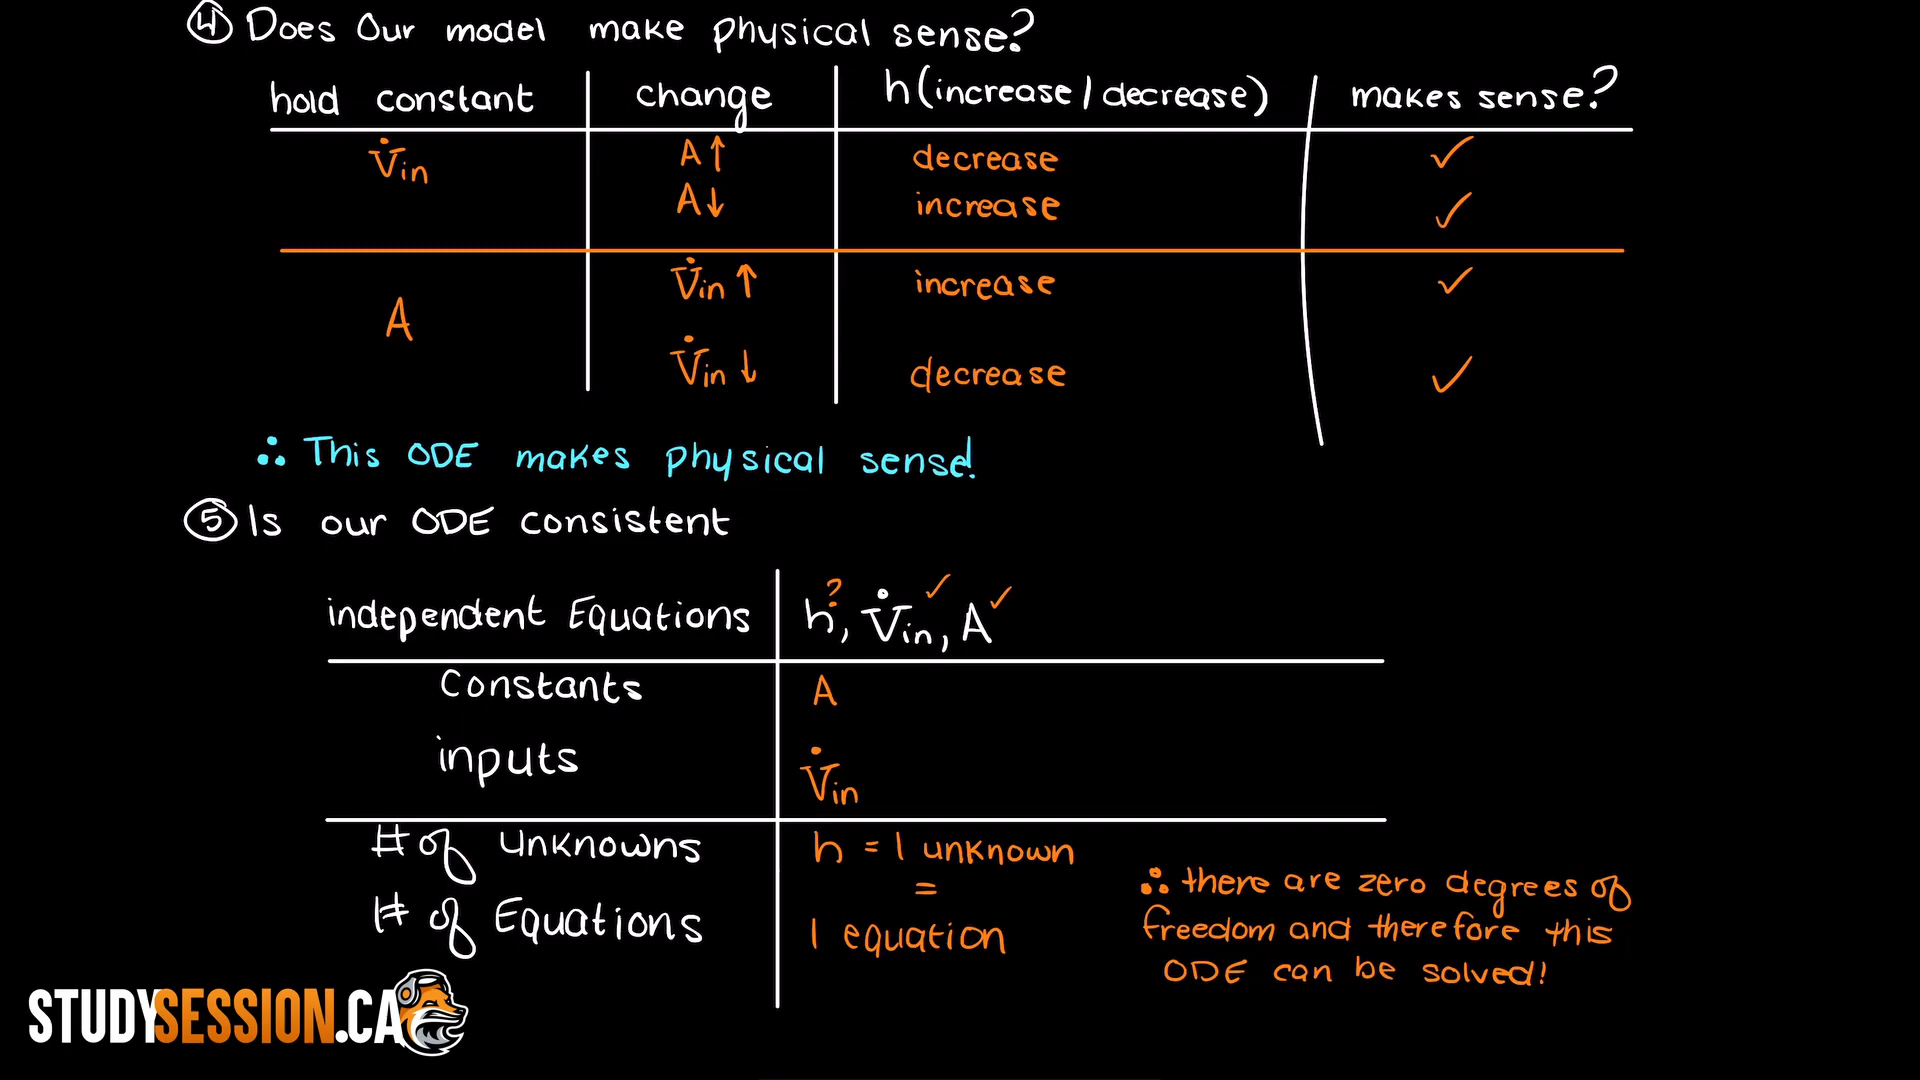 ④ Does Our model make physical sense?
hold constant change h(increase/decrease) makes sense?
V̇in A↑ decrease ✓
A↓ increase ✓
A V̇in↑ increase ✓
V̇in↓ decrease ✓
∴ This ODE makes physical sense!
⑤ Is our ODE consistent
independent Equations h?, V̇in ✓, A ✓
Constants A
inputs V̇in
# of unknowns h = 1 unknown
=
# of Equations 1 equation
∴ there are zero degrees of
freedom and therefore this
ODE can be solved!
STUDYSESSION.CA